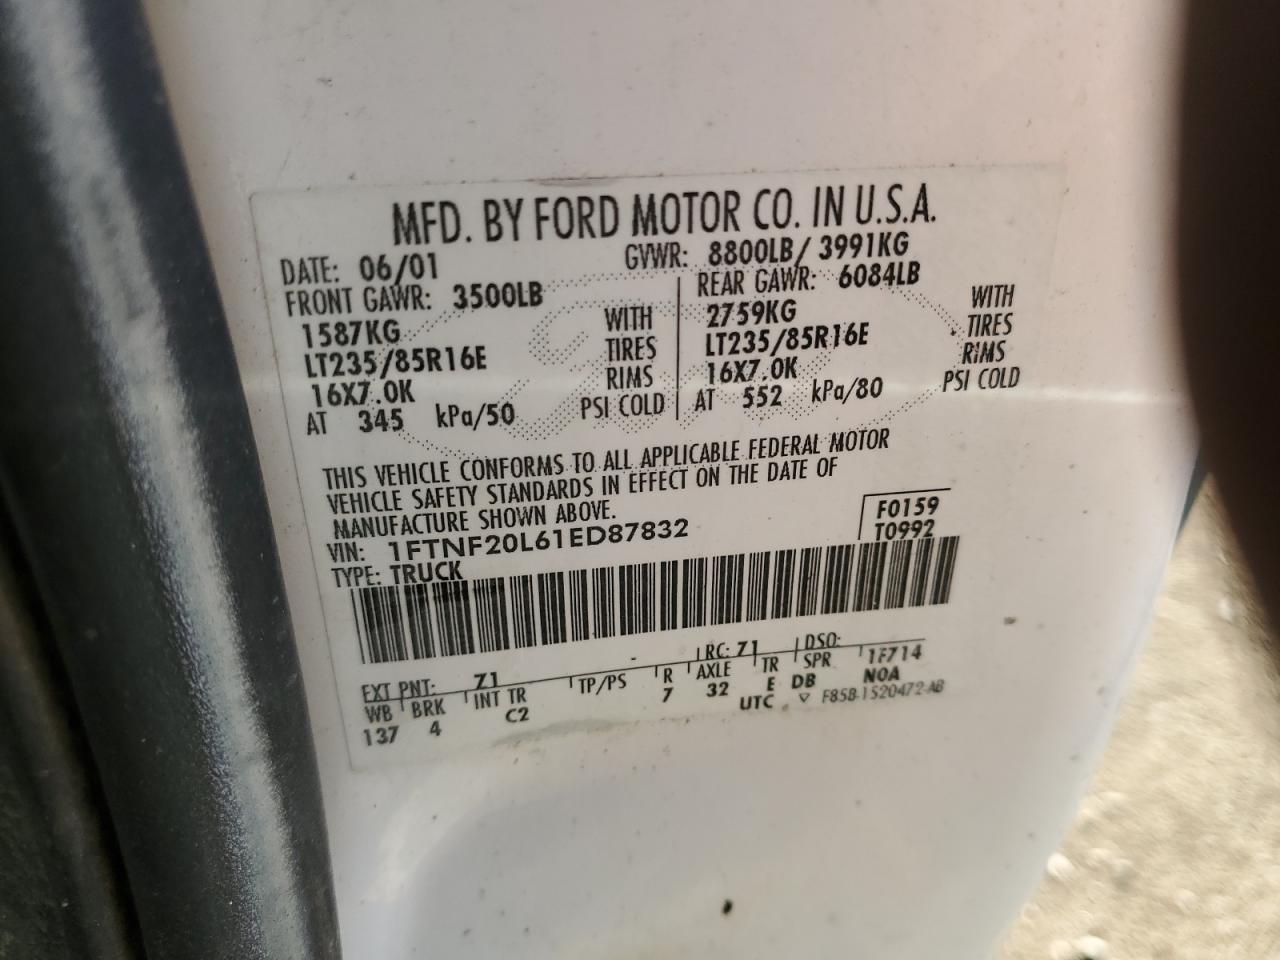 MFD. BY FORD MOTOR CO. IN U.S.A.
DATE: 06/01 GVWR: 8800LB/ 3991KG
FRONT GAWR: 3500LB REAR GAWR: 6084LB
1587KG WITH 2759KG WITH
LT235/85R16E TIRES LT235/85R16E TIRES
16X7.0K RIMS 16X7.0K RIMS
AT 345 kPa/50 PSI COLD AT 552 kPa/80 PSI COLD
THIS VEHICLE CONFORMS TO ALL APPLICABLE FEDERAL MOTOR
VEHICLE SAFETY STANDARDS IN EFFECT ON THE DATE OF
MANUFACTURE SHOWN ABOVE.
F0159
VIN: 1FTNF20L61ED87832 T0992
TYPE: TRUCK
EXT PNT: Z1 RC: 71 DSO: 1F714
WB BRK INT TR TP/PS R AXLE TR SPR NOA
137 4 C2 7 32 E DB
UTC ▽ F85B-1520472-AB